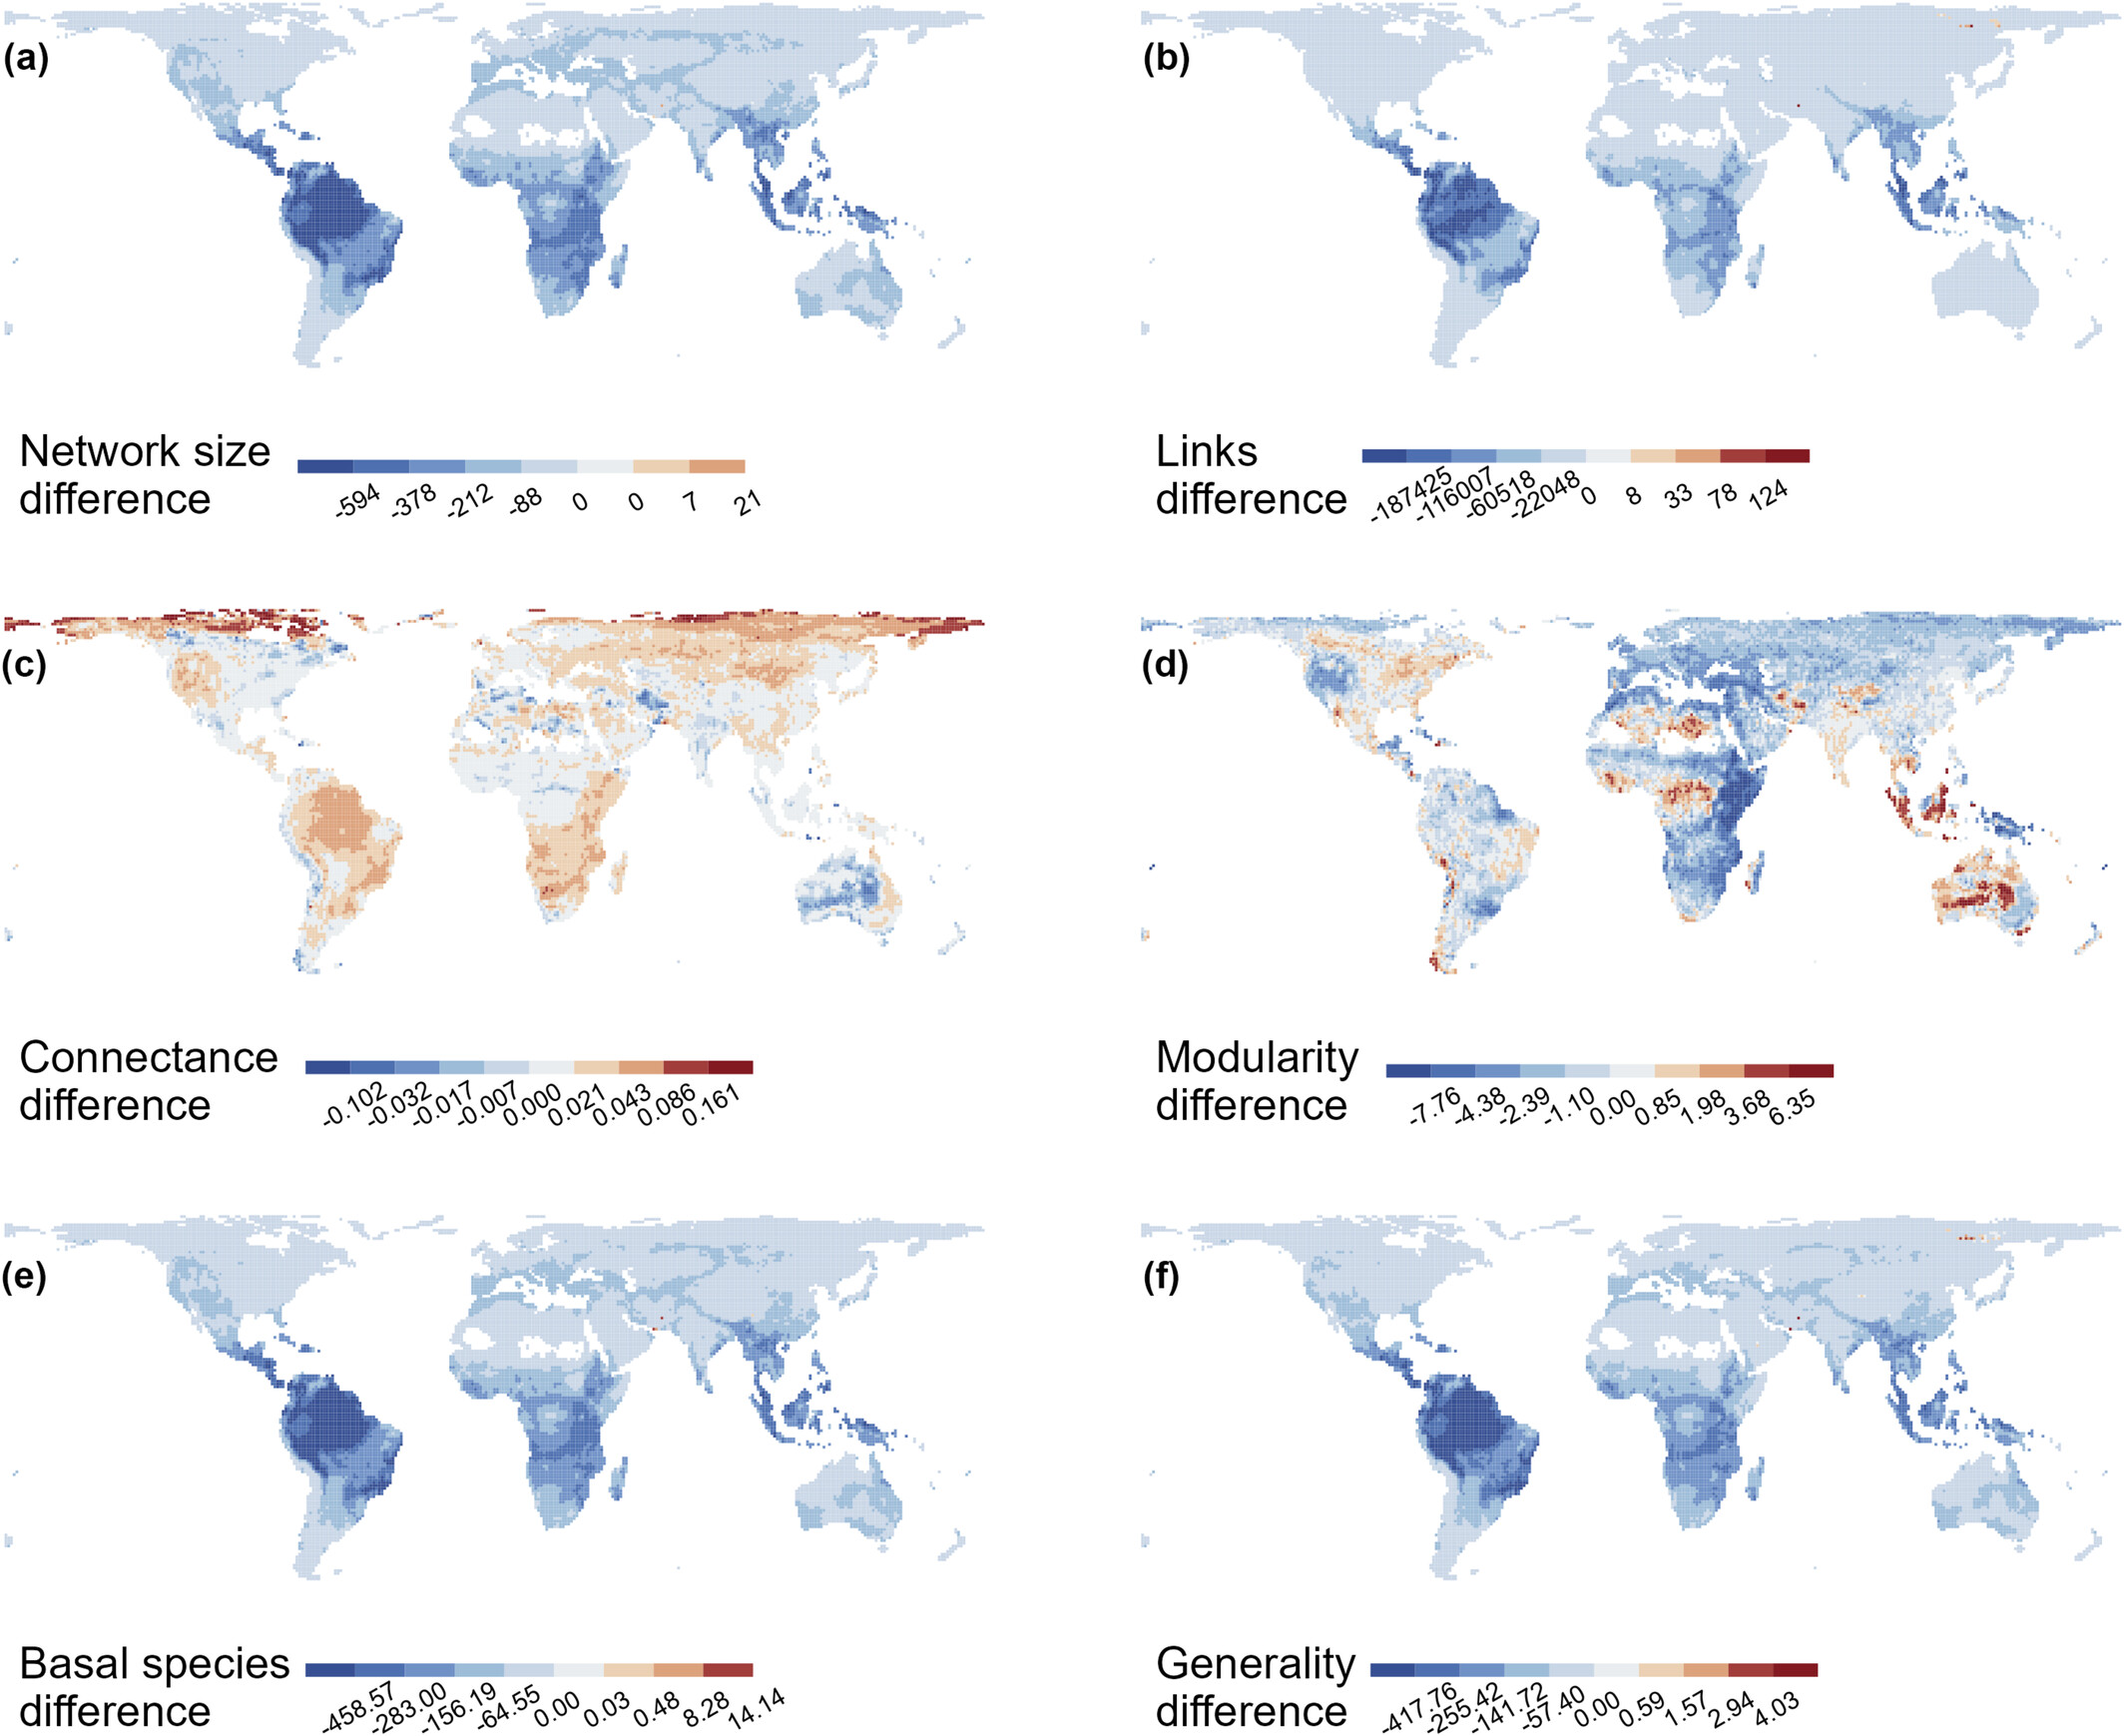 (a)
(b)
Network size
difference
-594 -378 -212 -88 0 0 7 21
Links
difference
-187425 -116007 -60518 -22048 0 8 33 78 124
(c)
(d)
Connectance
difference
-0.102 -0.032 -0.017 -0.007 0.000 0.021 0.043 0.086 0.161
Modularity
difference
-7.76 -4.38 -2.39 -1.10 0.00 0.85 1.98 3.68 6.35
(e)
(f)
Basal species
difference
-458.57 -283.00 -156.19 -64.55 0.00 0.03 0.48 8.28 14.14
Generality
difference
-417.76 -255.42 -141.72 -57.40 0.00 0.59 1.57 2.94 4.03